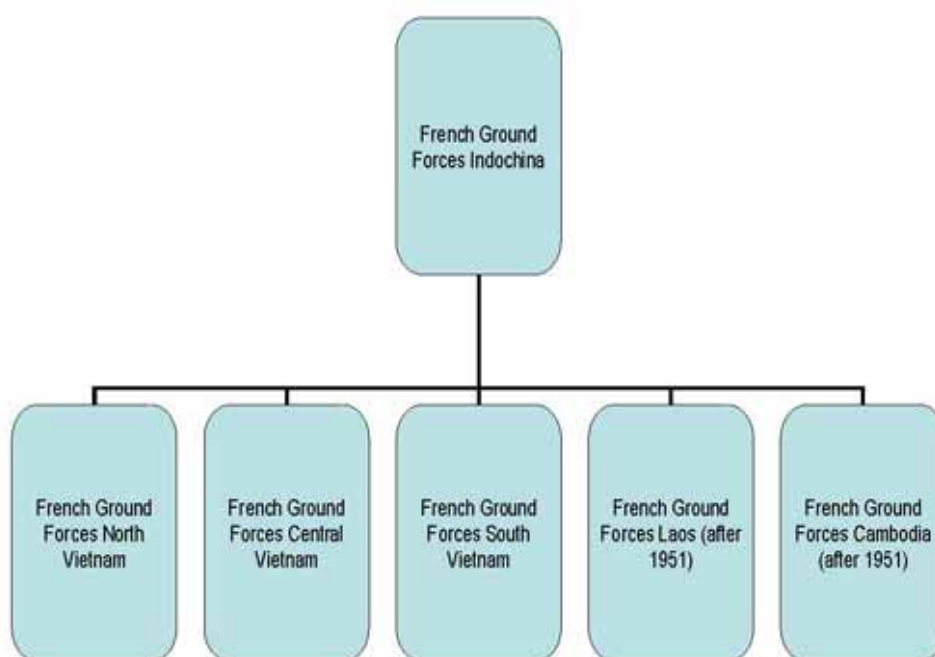 French Ground
Forces Indochina
French Ground
Forces North
Vietnam
French Ground
Forces Central
Vietnam
French Ground
Forces South
Vietnam
French Ground
Forces Laos (after
1951)
French Ground
Forces Cambodia
(after 1951)